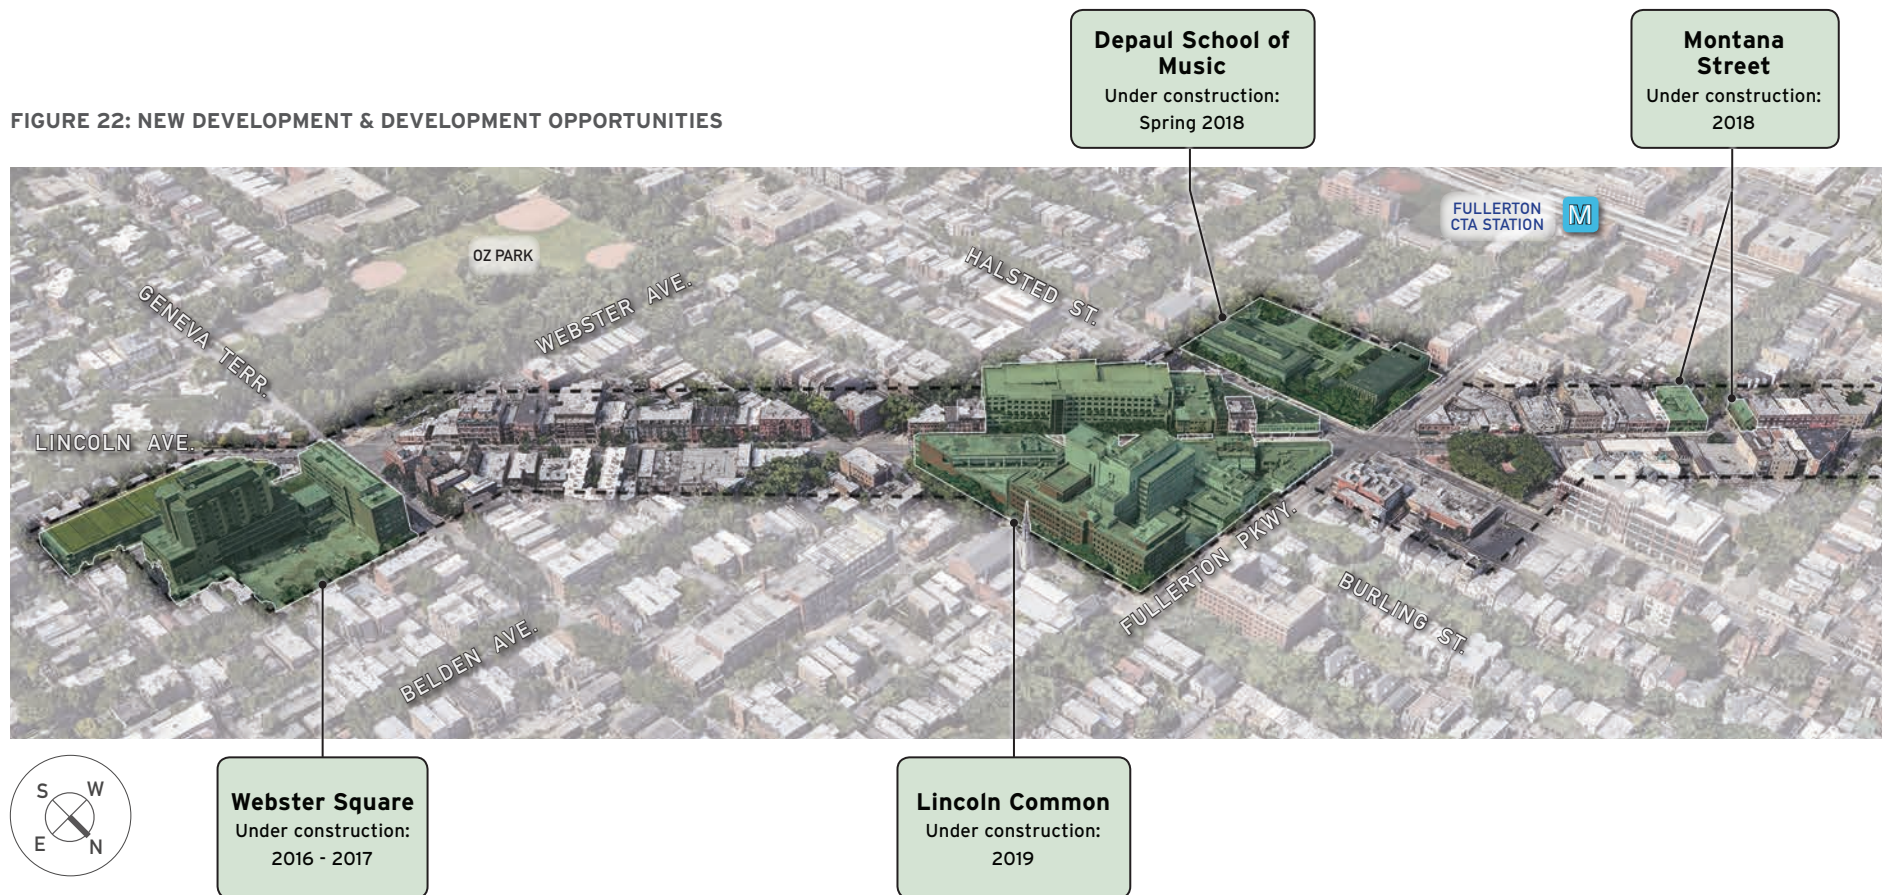 Depaul School of
Music
Under construction:
Spring 2018
Montana
Street
Under construction:
2018
FIGURE 22: NEW DEVELOPMENT & DEVELOPMENT OPPORTUNITIES
FULLERTON
CTA STATION
M
OZ PARK
HALSTED ST.
GENEVA TERR.
WEBSTER AVE.
LINCOLN AVE.
FULLERTON PKWY.
BURLING ST.
BELDEN AVE.
S W
E N
Webster Square
Under construction:
2016 - 2017
Lincoln Common
Under construction:
2019